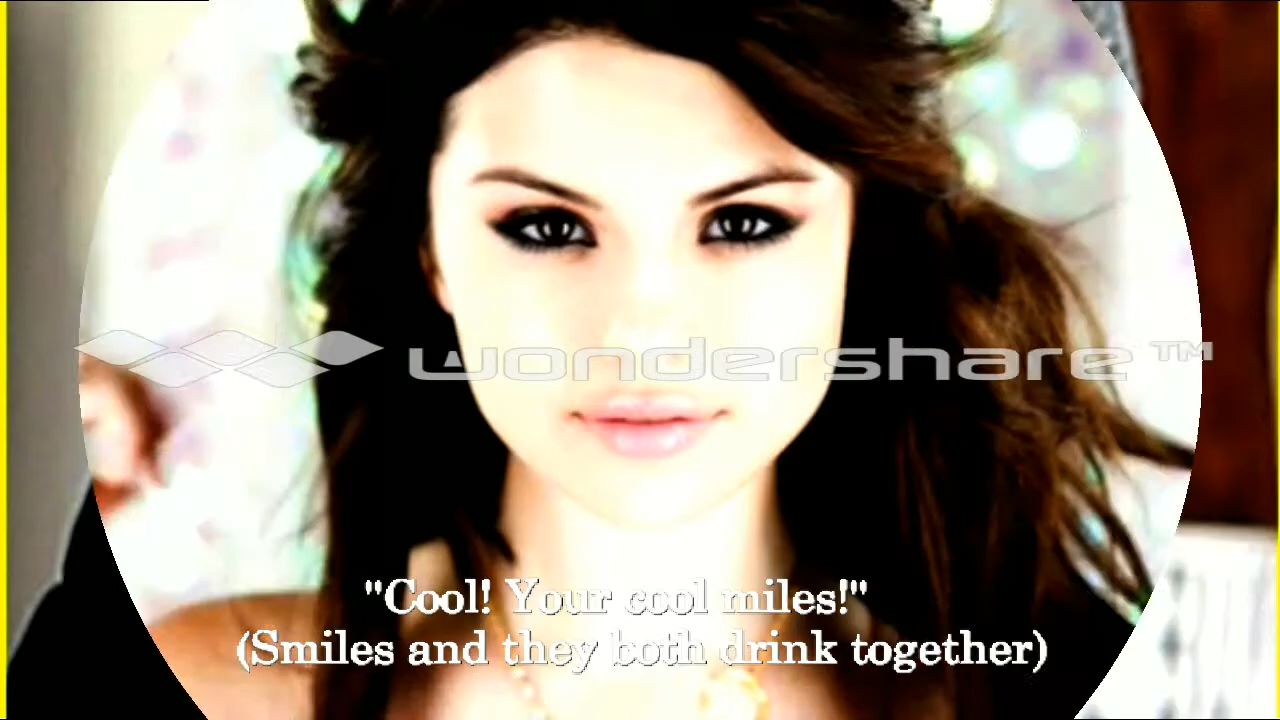 wondershare™
"Cool! Your cool miles!"
(Smiles and they both drink together)